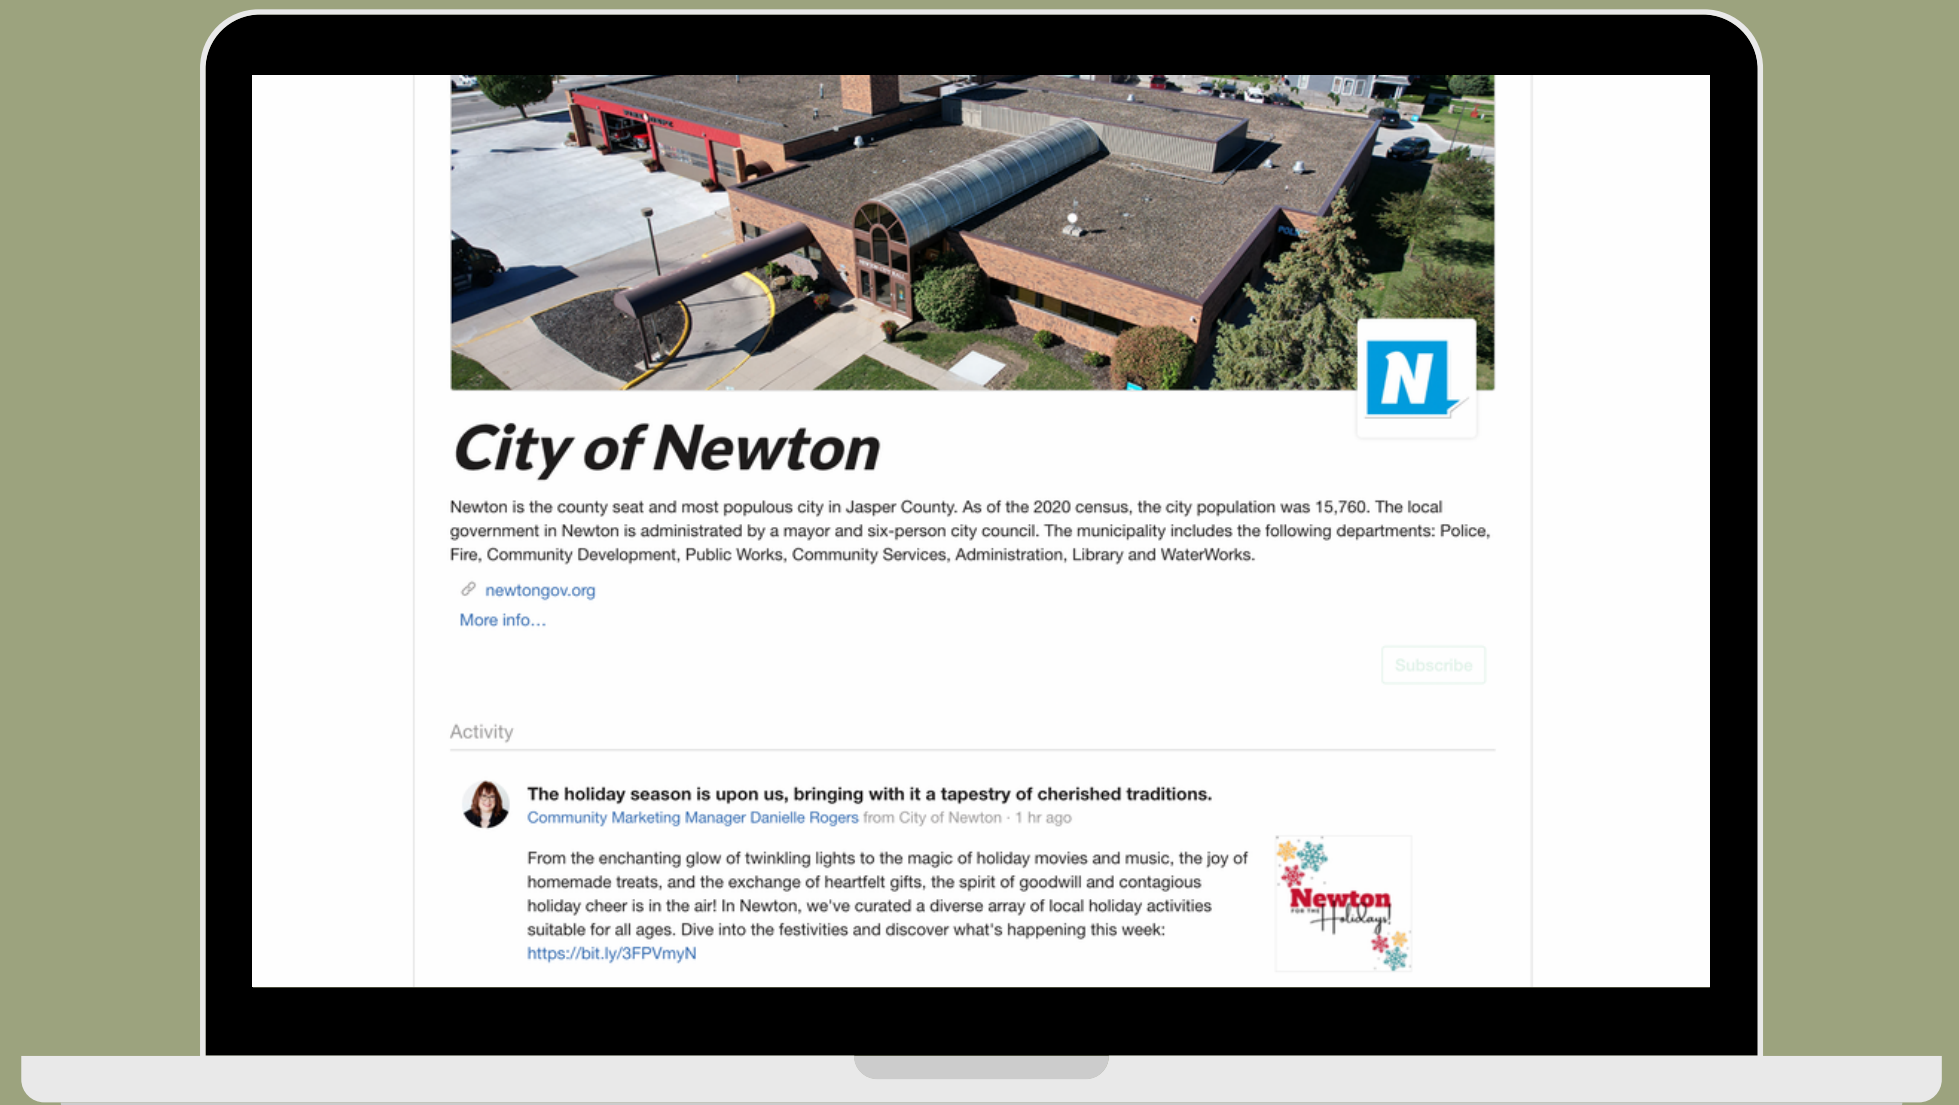 NEWTON CITY HALL
POLICE
N
City of Newton
Newton is the county seat and most populous city in Jasper County. As of the 2020 census, the city population was 15,760. The local
government in Newton is administrated by a mayor and six-person city council. The municipality includes the following departments: Police,
Fire, Community Development, Public Works, Community Services, Administration, Library and WaterWorks.
newtongov.org
More info...
Subscribe
Activity
The holiday season is upon us, bringing with it a tapestry of cherished traditions.
Community Marketing Manager Danielle Rogers from City of Newton · 1 hr ago
From the enchanting glow of twinkling lights to the magic of holiday movies and music, the joy of
homemade treats, and the exchange of heartfelt gifts, the spirit of goodwill and contagious
holiday cheer is in the air! In Newton, we've curated a diverse array of local holiday activities
suitable for all ages. Dive into the festivities and discover what's happening this week:
https://bit.ly/3FPVmyN
Newton
FOR THE
Holidays!